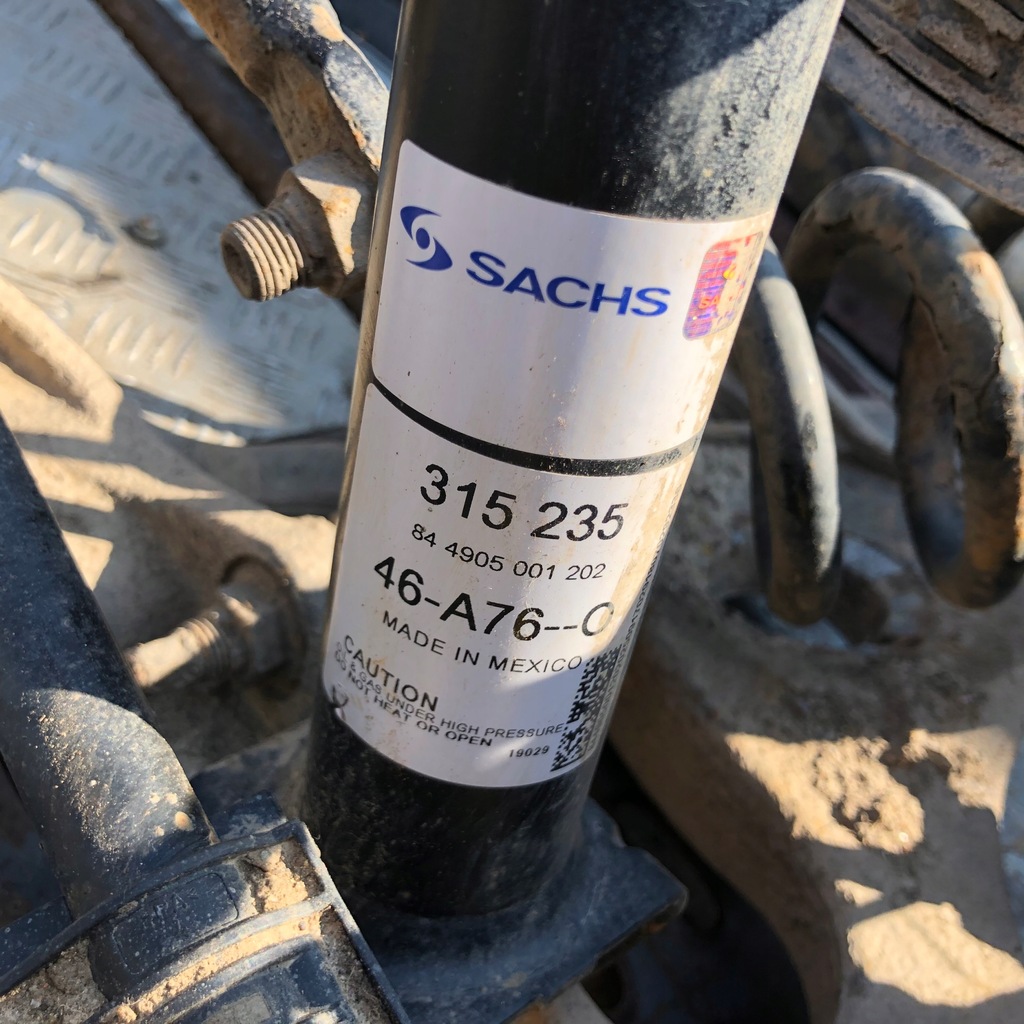 SACHS
315 235
84 4905 001 202
46-A76--C
MADE IN MEXICO
CAUTION
GAS UNDER HIGH PRESSURE
DO NOT HEAT OR OPEN
19029